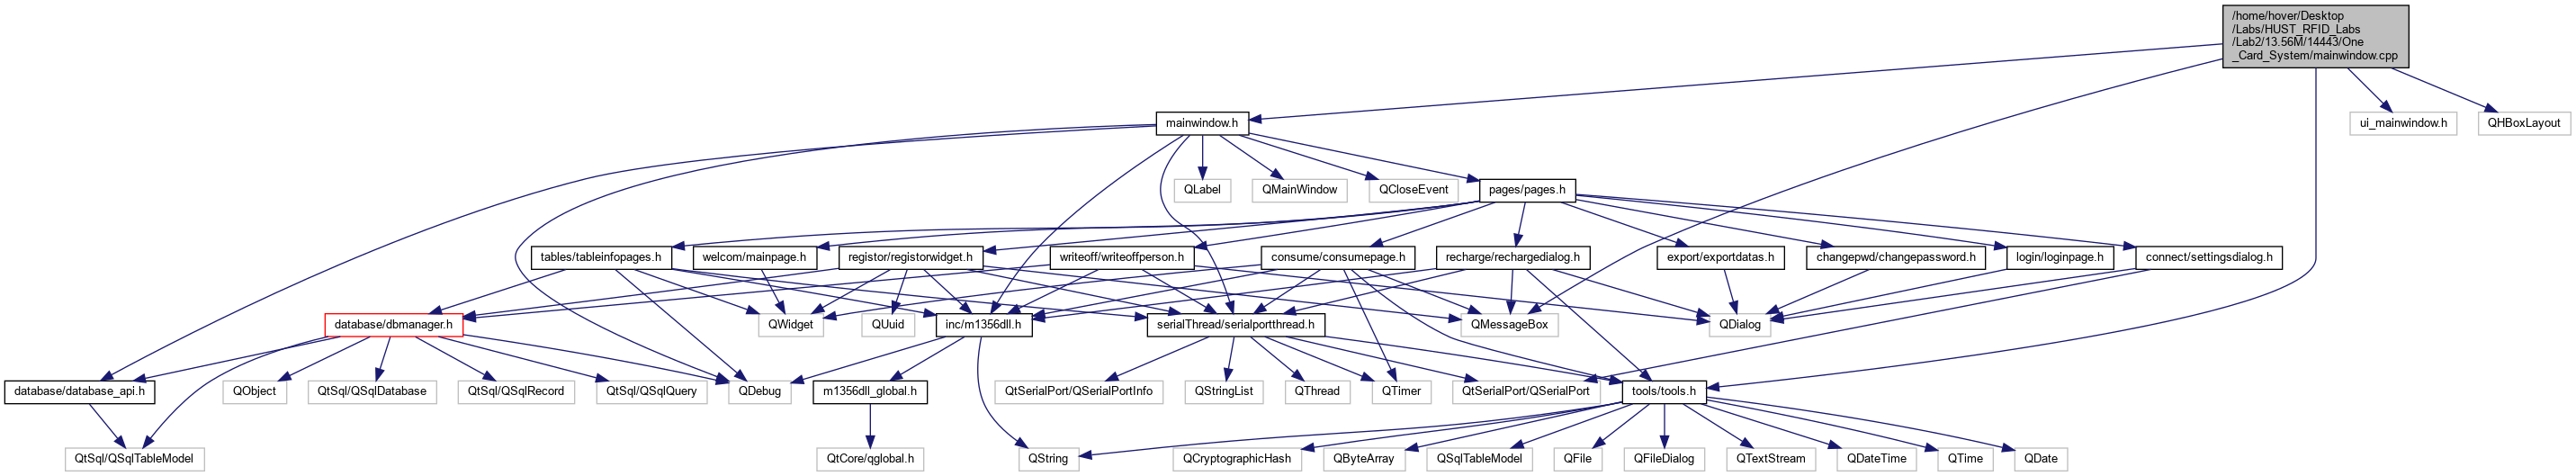 /home/hover/Desktop
/Labs/HUST_RFID_Labs
/Lab2/13.56M/14443/One
_Card_System/mainwindow.cpp
mainwindow.h
ui_mainwindow.h
QHBoxLayout
QLabel
QMainWindow
QCloseEvent
pages/pages.h
tables/tableinfopages.h
welcom/mainpage.h
registor/registorwidget.h
writeoff/writeoffperson.h
consume/consumepage.h
recharge/rechargedialog.h
export/exportdatas.h
changepwd/changepassword.h
login/loginpage.h
connect/settingsdialog.h
database/dbmanager.h
QWidget
QUuid
inc/m1356dll.h
serialThread/serialportthread.h
QMessageBox
QDialog
database/database_api.h
QObject
QtSql/QSqlDatabase
QtSql/QSqlRecord
QtSql/QSqlQuery
QDebug
m1356dll_global.h
QtSerialPort/QSerialPortInfo
QStringList
QThread
QTimer
QtSerialPort/QSerialPort
tools/tools.h
QtSql/QSqlTableModel
QtCore/qglobal.h
QString
QCryptographicHash
QByteArray
QSqlTableModel
QFile
QFileDialog
QTextStream
QDateTime
QTime
QDate